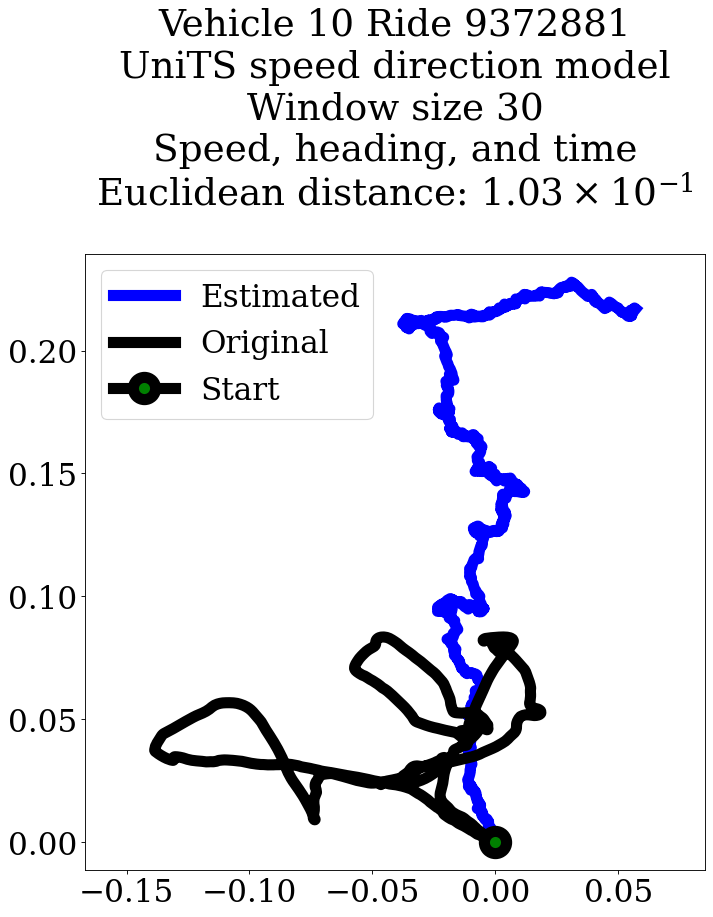 Vehicle 10 Ride 9372881
UniTS speed direction model
Window size 30
Speed, heading, and time
Euclidean distance: 1.03 × 10⁻¹
Estimated
Original
Start
0.20
0.15
0.10
0.05
0.00
−0.15 −0.10 −0.05 0.00 0.05